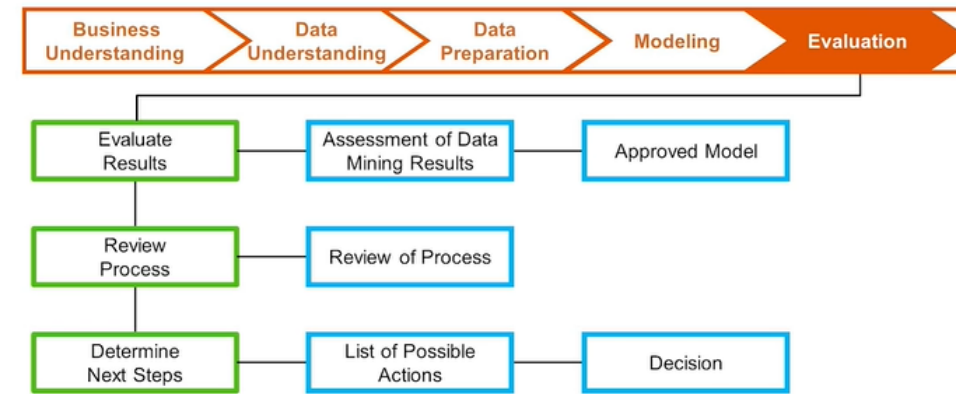 Business
Understanding
Data
Understanding
Data
Preparation
Modeling
Evaluation
Evaluate
Results
Assessment of Data
Mining Results
Approved Model
Review
Process
Review of Process
Determine
Next Steps
List of Possible
Actions
Decision